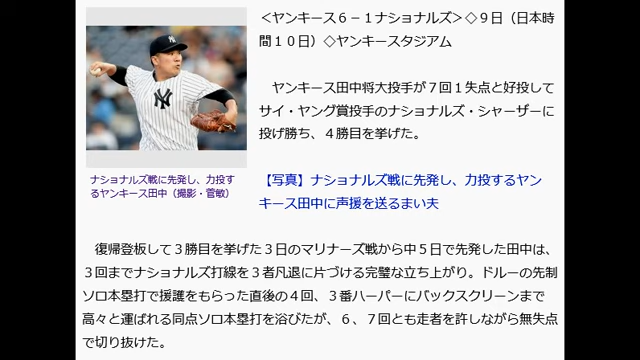 ＜ヤンキース６－１ナショナルズ＞◇９日（日本時
間１０日）◇ヤンキースタジアム
ヤンキース田中将大投手が７回１失点と好投して
サイ・ヤング賞投手のナショナルズ・シャーザーに
投げ勝ち、４勝目を挙げた。
ナショナルズ戦に先発し、力投す
るヤンキース田中（撮影・菅敏）
【写真】ナショナルズ戦に先発し、力投するヤン
キース田中に声援を送るまい夫
復帰登板して３勝目を挙げた３日のマリナーズ戦から中５日で先発した田中は、
３回までナショナルズ打線を３者凡退に片づける完璧な立ち上がり。ドルーの先制
ソロ本塁打で援護をもらった直後の４回、３番ハーパーにバックスクリーンまで
高々と運ばれる同点ソロ本塁打を浴びたが、６、７回とも走者を許しながら無失点
で切り抜けた。